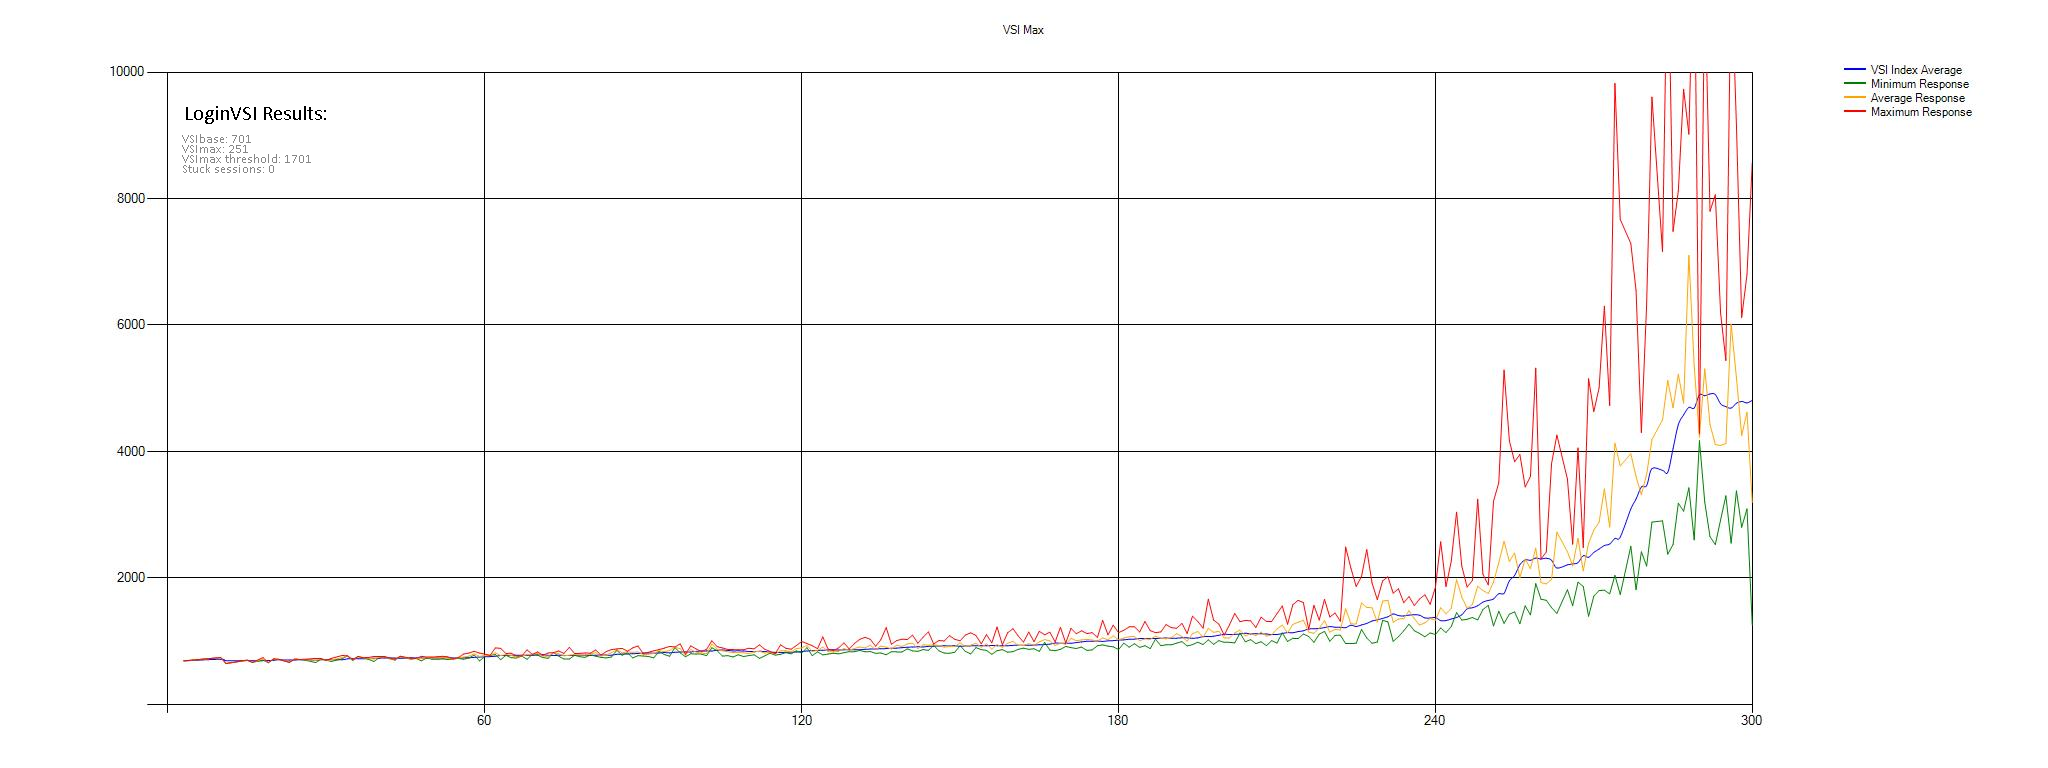 VSI Max
10000
8000
6000
4000
2000
LoginVSI Results:
VSIbase: 701
VSImax: 251
VSImax threshold: 1701
Stuck sessions: 0
VSI Index Average
Minimum Response
Average Response
Maximum Response
60
120
180
240
300